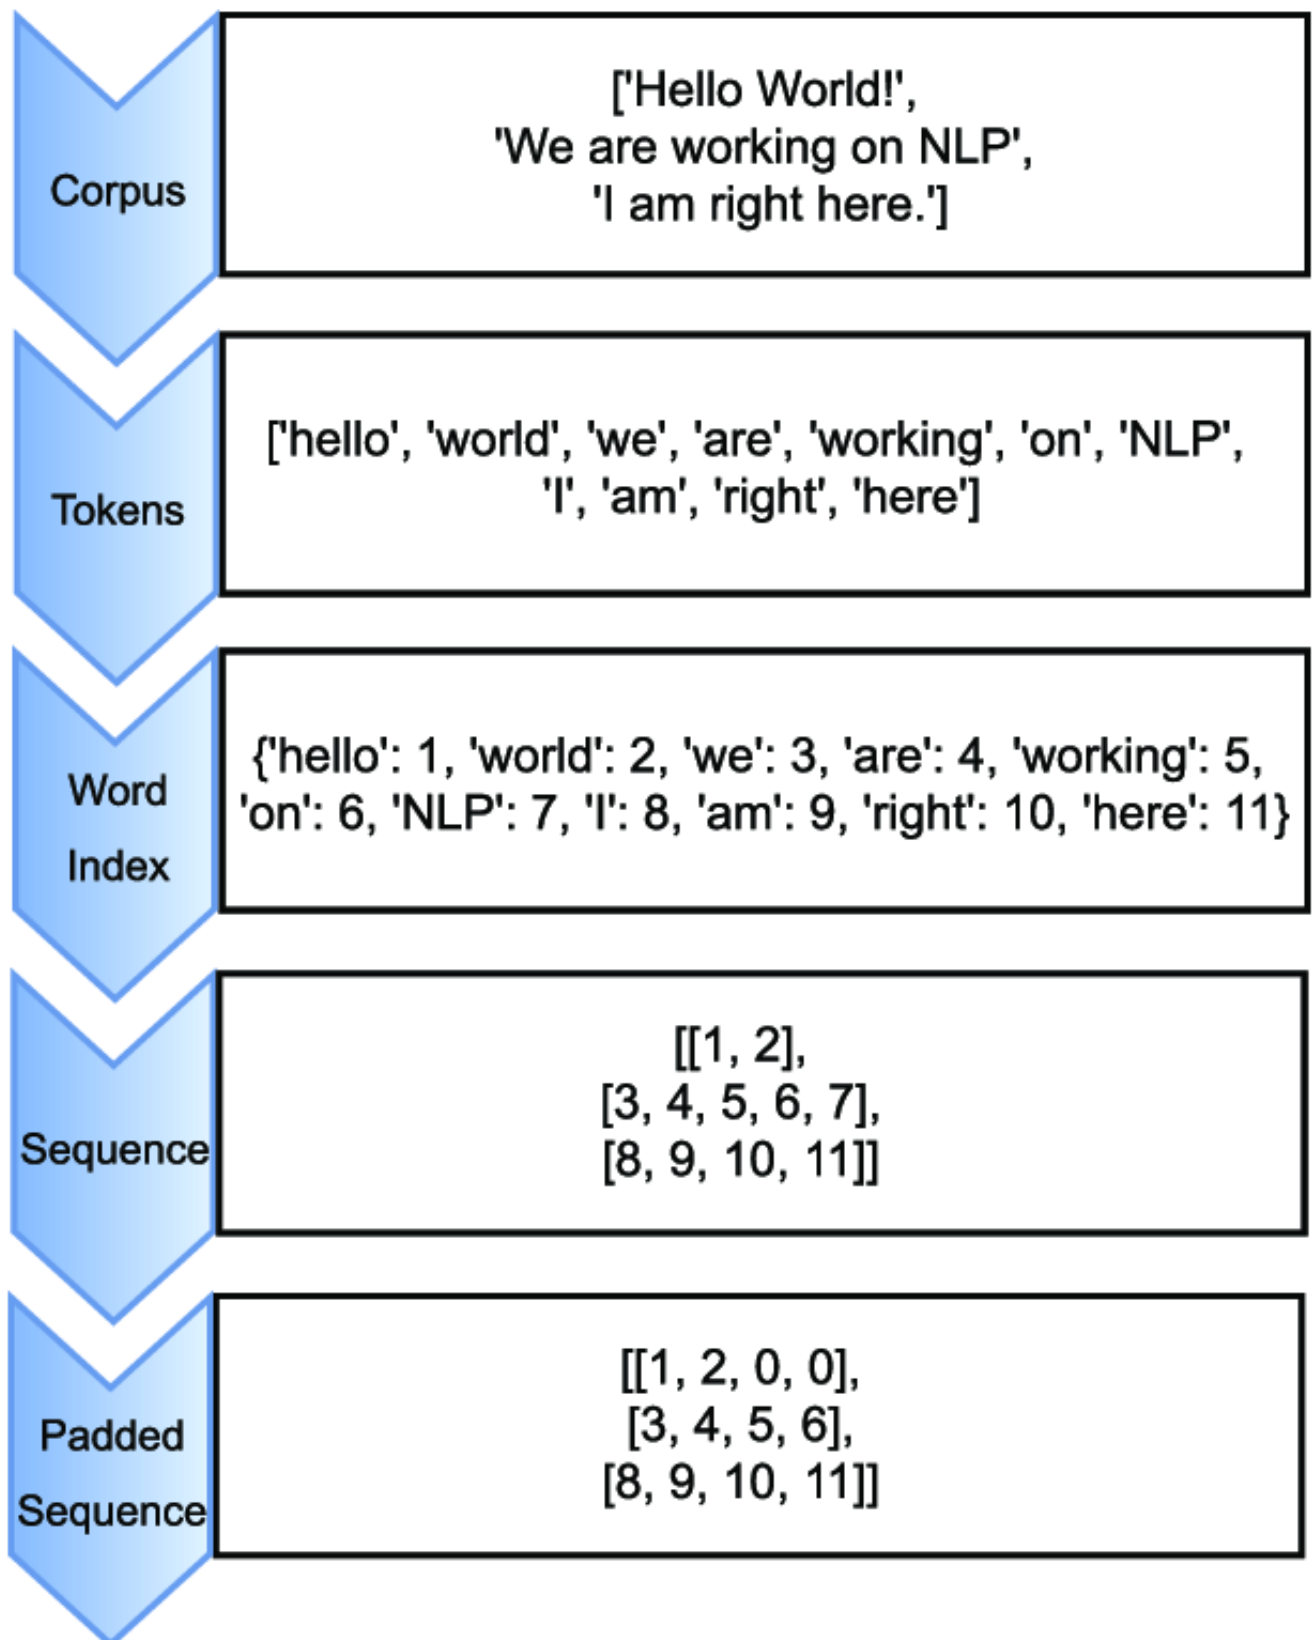 Corpus
['Hello World!',
'We are working on NLP',
'I am right here.']
Tokens
['hello', 'world', 'we', 'are', 'working', 'on', 'NLP',
'I', 'am', 'right', 'here']
Word
Index
{'hello': 1, 'world': 2, 'we': 3, 'are': 4, 'working': 5,
'on': 6, 'NLP': 7, 'I': 8, 'am': 9, 'right': 10, 'here': 11}
Sequence
[[1, 2],
[3, 4, 5, 6, 7],
[8, 9, 10, 11]]
Padded
Sequence
[[1, 2, 0, 0],
[3, 4, 5, 6],
[8, 9, 10, 11]]